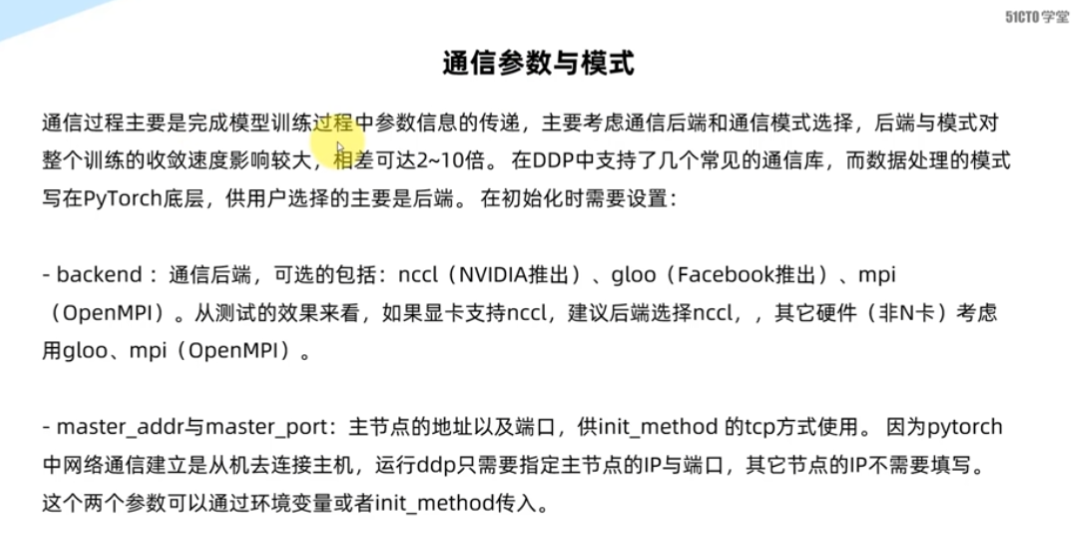 51CTO学堂
通信参数与模式
通信过程主要是完成模型训练过程中参数信息的传递，主要考虑通信后端和通信模式选择，后端与模式对
整个训练的收敛速度影响较大，相差可达2~10倍。 在DDP中支持了几个常见的通信库，而数据处理的模式
写在PyTorch底层，供用户选择的主要是后端。 在初始化时需要设置：
- backend ：通信后端，可选的包括：nccl（NVIDIA推出）、gloo（Facebook推出）、mpi
（OpenMPI）。从测试的效果来看，如果显卡支持nccl，建议后端选择nccl，，其它硬件（非N卡）考虑
用gloo、mpi（OpenMPI）。
- master_addr与master_port：主节点的地址以及端口，供init_method 的tcp方式使用。 因为pytorch
中网络通信建立是从机去连接主机，运行ddp只需要指定主节点的IP与端口，其它节点的IP不需要填写。
这个两个参数可以通过环境变量或者init_method传入。